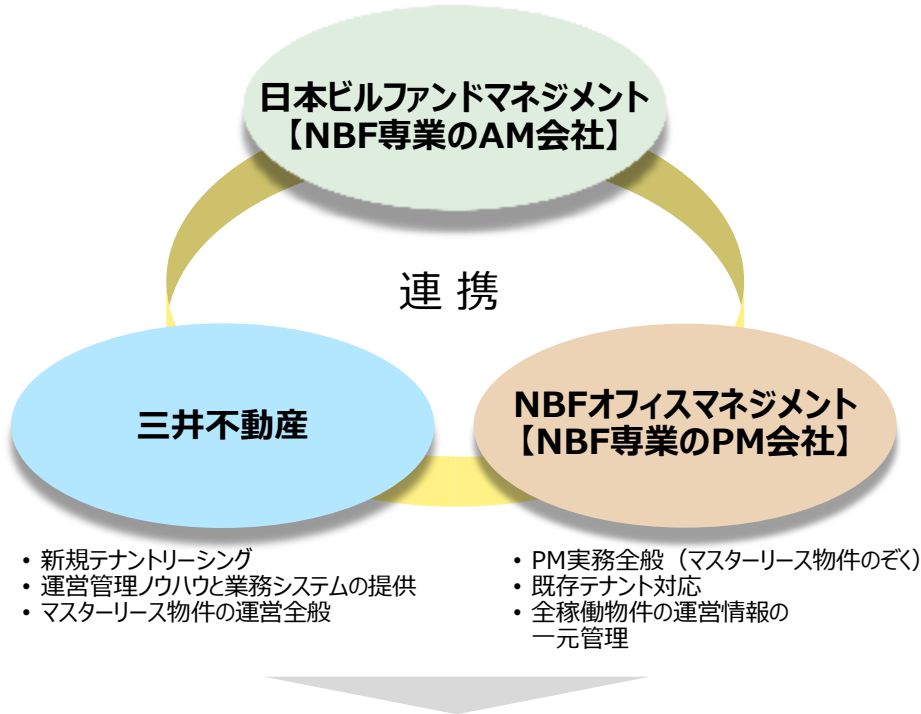 日本ビルファンドマネジメント
【NBF専業のAM会社】
連 携
三井不動産
NBFオフィスマネジメント
【NBF専業のPM会社】
• 新規テナントリーシング
• 運営管理ノウハウと業務システムの提供
• マスターリース物件の運営全般
• PM実務全般（マスターリース物件のぞく）
• 既存テナント対応
• 全稼働物件の運営情報の
一元管理